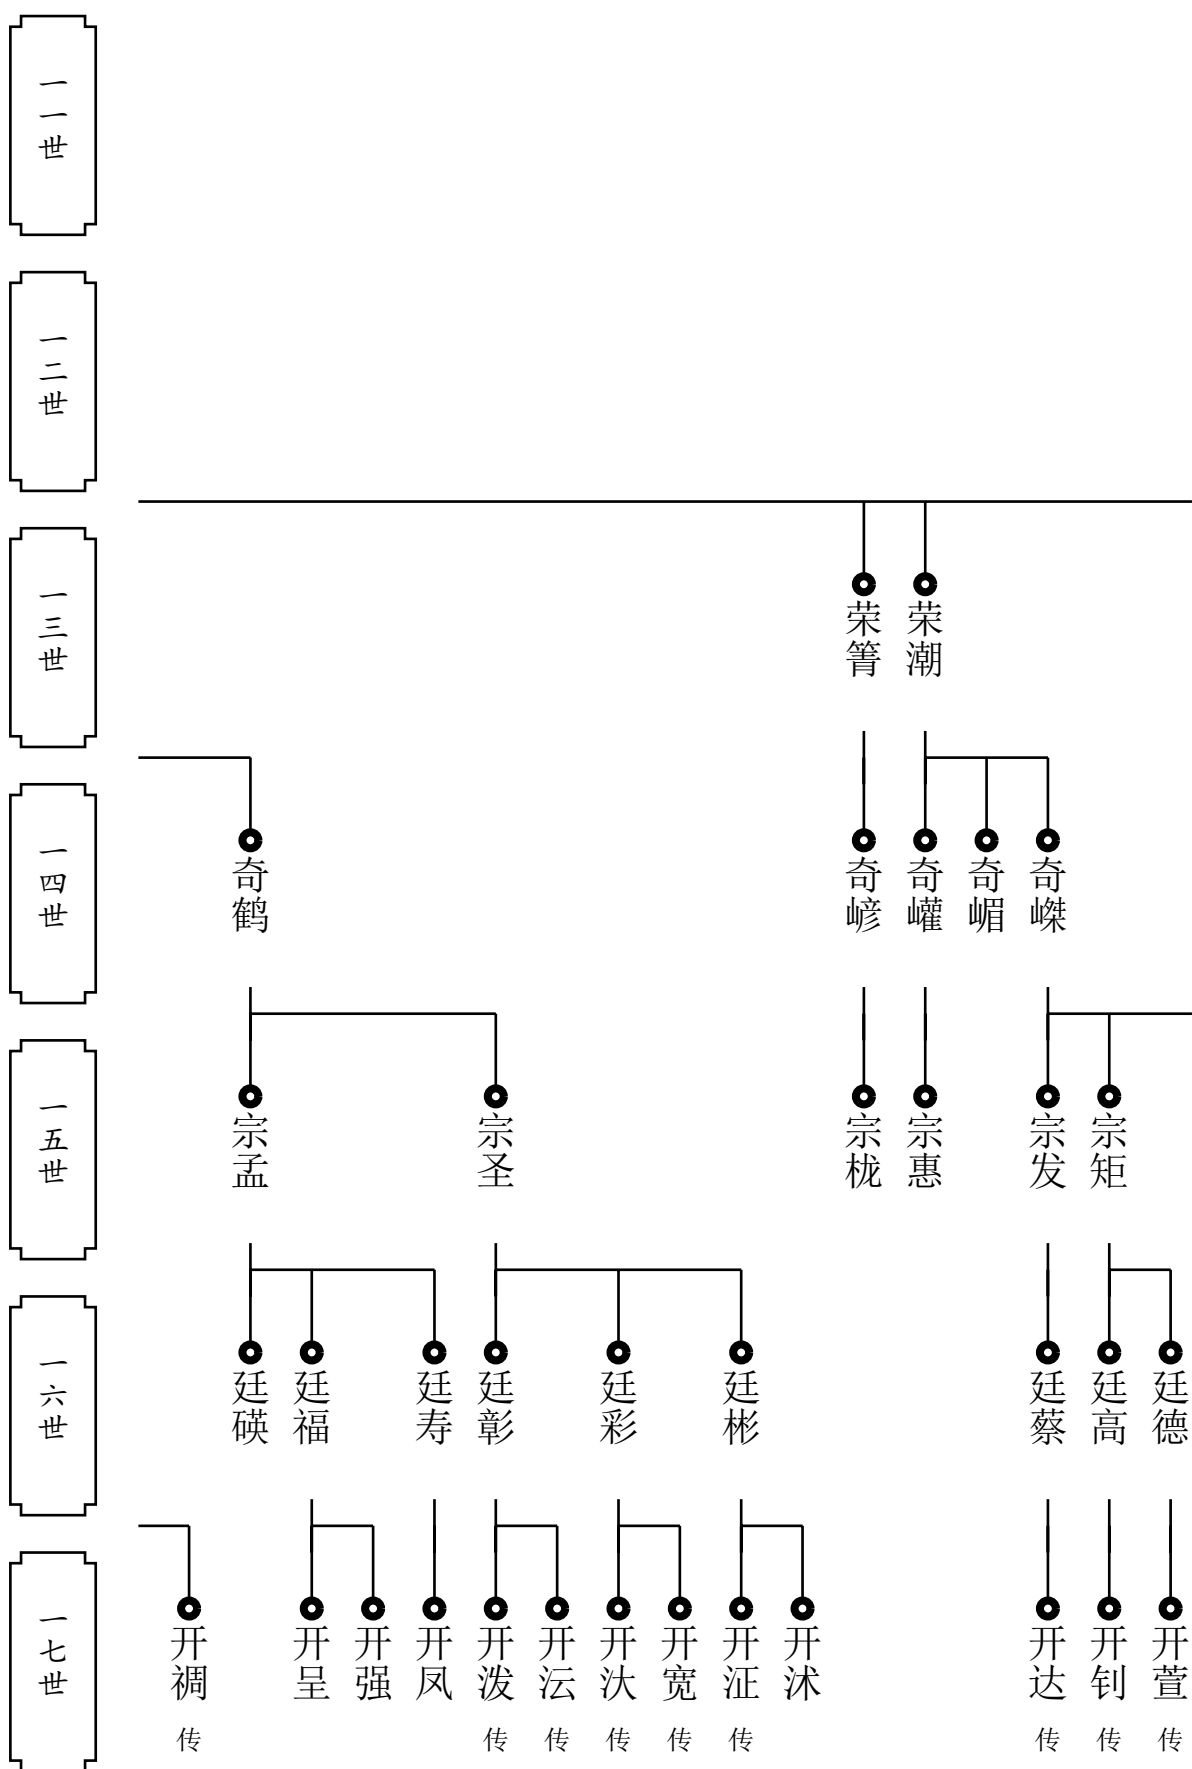 一一世
一二世
一三世
荣箐
荣潮
一四世
奇鹤
奇嵃
奇巏
奇嵋
奇嵥
一五世
宗孟
宗圣
宗栊
宗惠
宗发
宗矩
一六世
廷碤
廷福
廷寿
廷彰
廷彩
廷彬
廷蔡
廷高
廷德
一七世
开裯
开呈
开强
开凤
开泼
开沄
开汏
开宽
开泟
开沭
开达
开钊
开萱
传
传
传
传
传
传
传
传
传